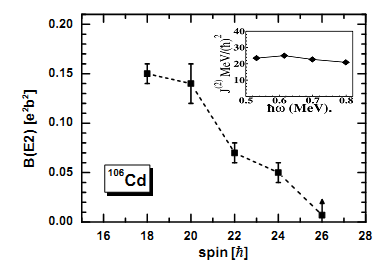 0.20
0.15
0.10
0.05
0.00
B(E2) [e²b²]
¹⁰⁶Cd
16 18 20 22 24 26 28
spin [ħ]
40
30
20
10
J⁽²⁾ MeV/(ħ)²
0.5 0.6 0.7 0.8
ħω (MeV).